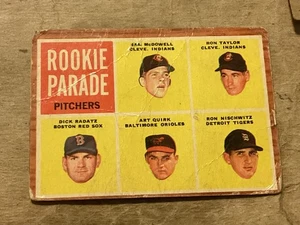 ROOKIE
PARADE
PITCHERS
SAM McDOWELL
CLEVE. INDIANS
DON TAYLOR
CLEVE. INDIANS
DICK RADATZ
BOSTON RED SOX
ART QUIRK
BALTIMORE ORIOLES
RON NISCHWITZ
DETROIT TIGERS
B